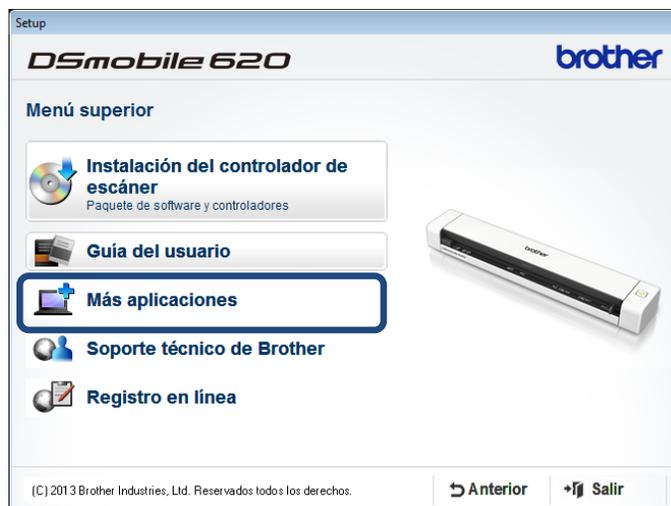 Setup
DSmobile 620
brother
Menú superior
Instalación del controlador de
escáner
Paquete de software y controladores
Guía del usuario
Más aplicaciones
Soporte técnico de Brother
Registro en línea
brother
(C) 2013 Brother Industries, Ltd. Reservados todos los derechos.
Anterior
Salir